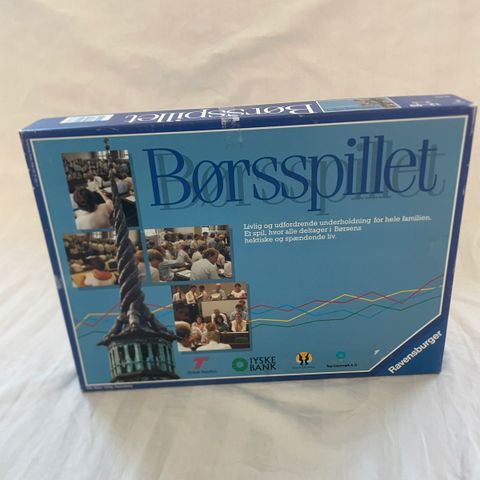 Børsspillet
Børsspillet
Livlig og udfordrende underholdning for hele familien.
Et spil, hvor alle deltager i Børsens
hektiske og spændende liv.
JYSKE
BANK
Ravensburger